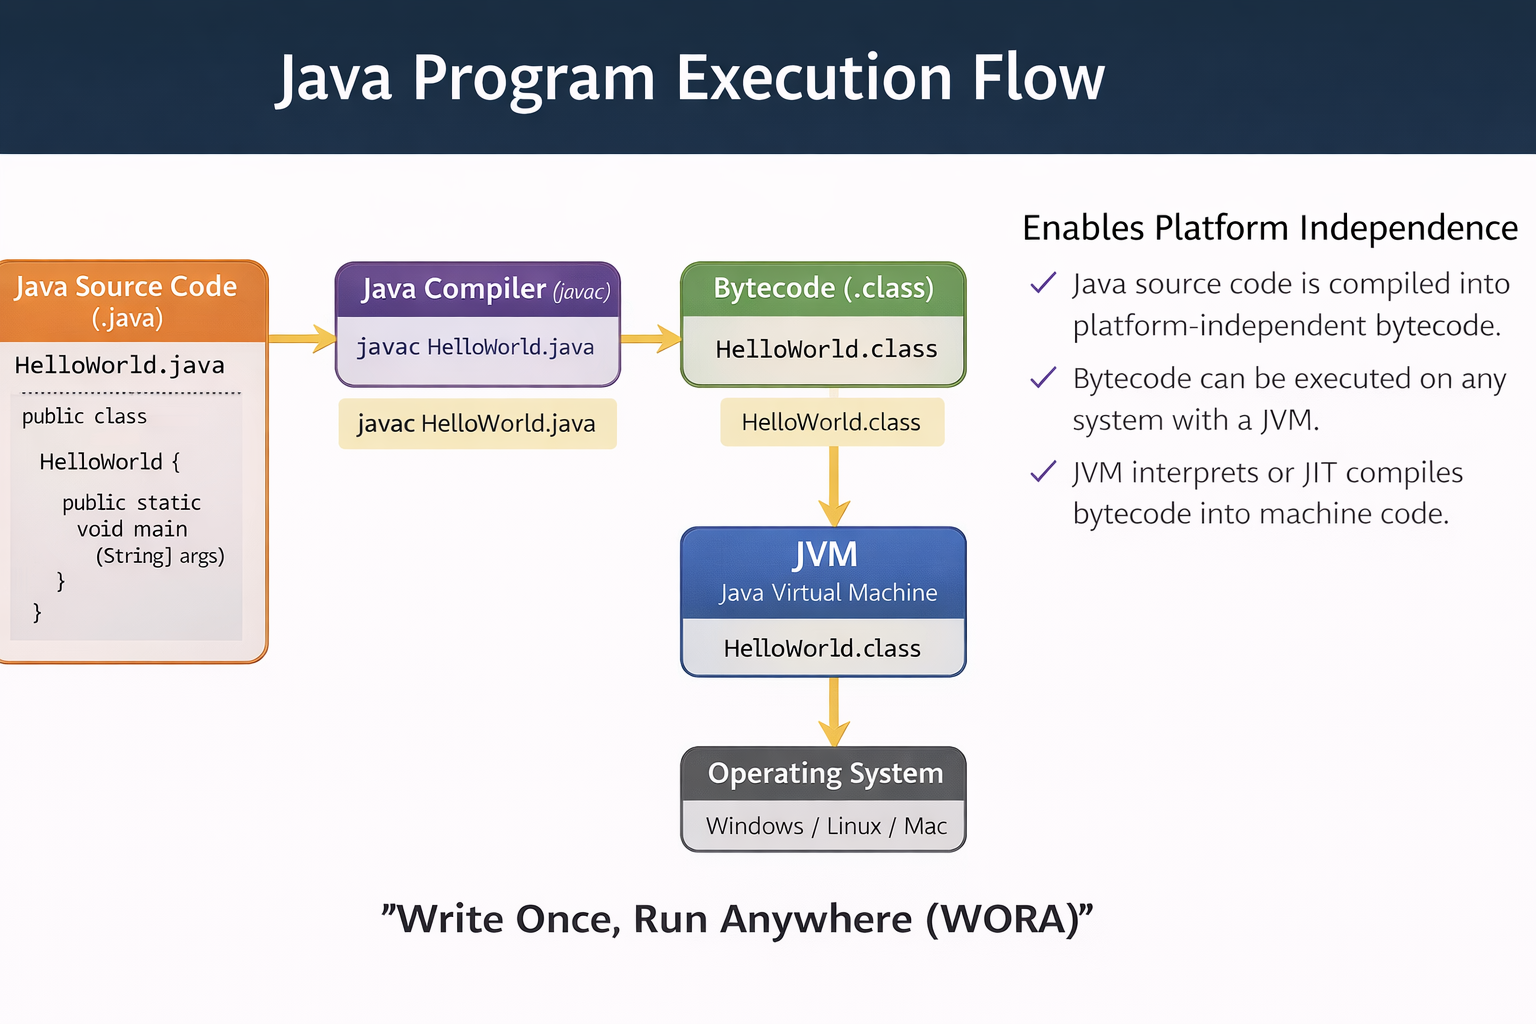 Java Program Execution Flow
Java Source Code
(.java)
HelloWorld.java
public class
HelloWorld {
public static
void main
(String] args)
}
}
Java Compiler (javac)
javac HelloWorld.java
javac HelloWorld.java
Bytecode (.class)
HelloWorld.class
HelloWorld.class
JVM
Java Virtual Machine
HelloWorld.class
Operating System
Windows / Linux / Mac
Enables Platform Independence
✓ Java source code is compiled into
platform-independent bytecode.
✓ Bytecode can be executed on any
system with a JVM.
✓ JVM interprets or JIT compiles
bytecode into machine code.
”Write Once, Run Anywhere (WORA)”